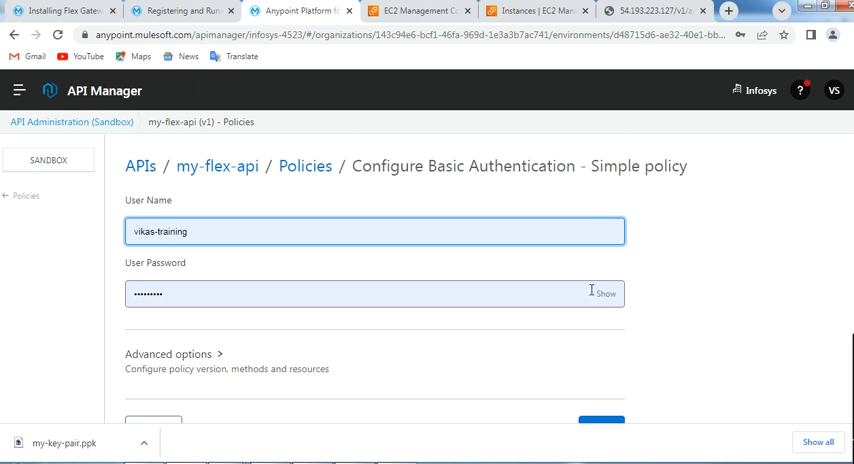 Installing Flex Gatew
Registering and Run
Anypoint Platform fo
EC2 Management Co
Instances | EC2 Man
54.193.223.127/v1/a
anypoint.mulesoft.com/apimanager/infosys-4523/#/organizations/143c94e6-bcf1-46fa-969d-1e3a3b7ac741/environments/d48715d6-ae32-40e1-bb...
Gmail
YouTube
Maps
News
Translate
API Manager
Infosys
?
VS
API Administration (Sandbox)
my-flex-api (v1) - Policies
SANDBOX
← Policies
APIs / my-flex-api / Policies / Configure Basic Authentication - Simple policy
User Name
vikas-training
User Password
•••••••••
Show
Advanced options >
Configure policy version, methods and resources
my-key-pair.ppk
Show all